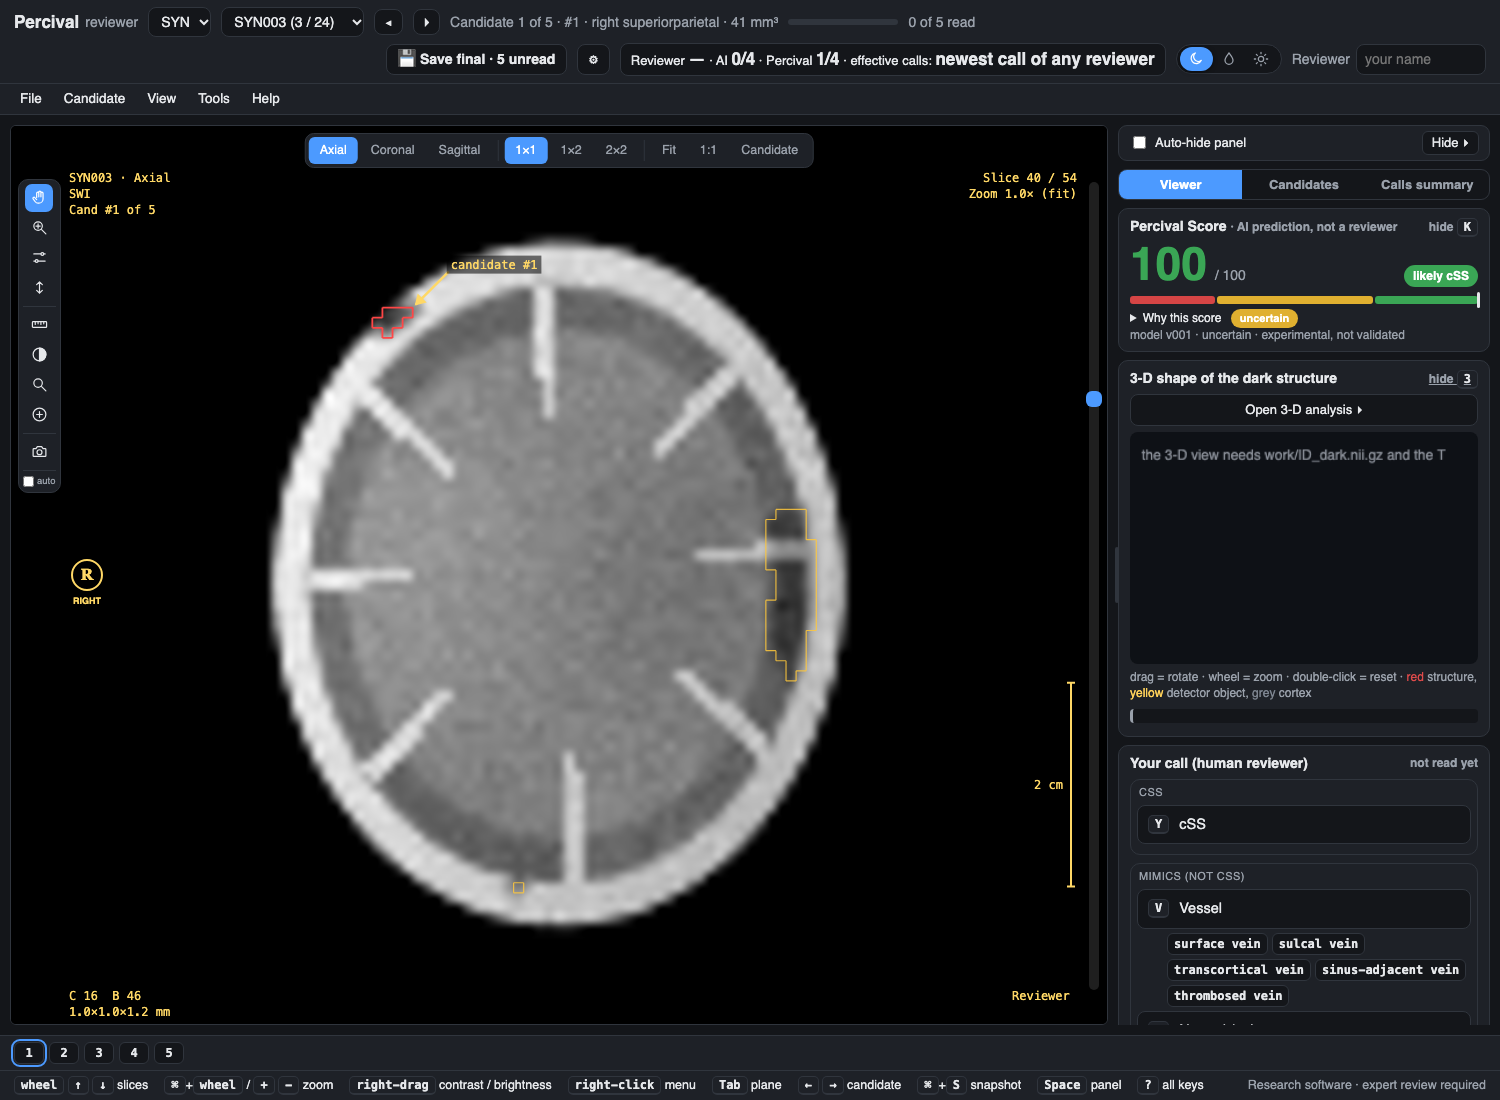 Percival reviewer SYN SYN003 (3 / 24) Candidate 1 of 5 · #1 · right superiorparietal · 41 mm³ 0 of 5 read
Save final · 5 unread Reviewer — · AI 0/4 · Percival 1/4 · effective calls: newest call of any reviewer Reviewer your name
File Candidate View Tools Help
Axial Coronal Sagittal 1×1 1×2 2×2 Fit 1:1 Candidate
SYN003 · Axial
SWI
Cand #1 of 5
Slice 40 / 54
Zoom 1.0× (fit)
candidate #1
auto
R
RIGHT
2 cm
C 16 B 46
1.0×1.0×1.2 mm
Reviewer
Auto-hide panel Hide
Viewer Candidates Calls summary
Percival Score · AI prediction, not a reviewer hide K
100 / 100 likely cSS
Why this score uncertain
model v001 · uncertain · experimental, not validated
3-D shape of the dark structure hide 3
Open 3-D analysis
the 3-D view needs work/ID_dark.nii.gz and the T
drag = rotate · wheel = zoom · double-click = reset · red structure,
yellow detector object, grey cortex
Your call (human reviewer) not read yet
CSS
Y cSS
MIMICS (NOT CSS)
V Vessel
surface vein sulcal vein
transcortical vein sinus-adjacent vein
thrombosed vein
1 2 3 4 5
wheel ↑ ↓ slices ⌘ + wheel / + − zoom right-drag contrast / brightness right-click menu Tab plane ← → candidate ⌘ + S snapshot Space panel ? all keys Research software · expert review required